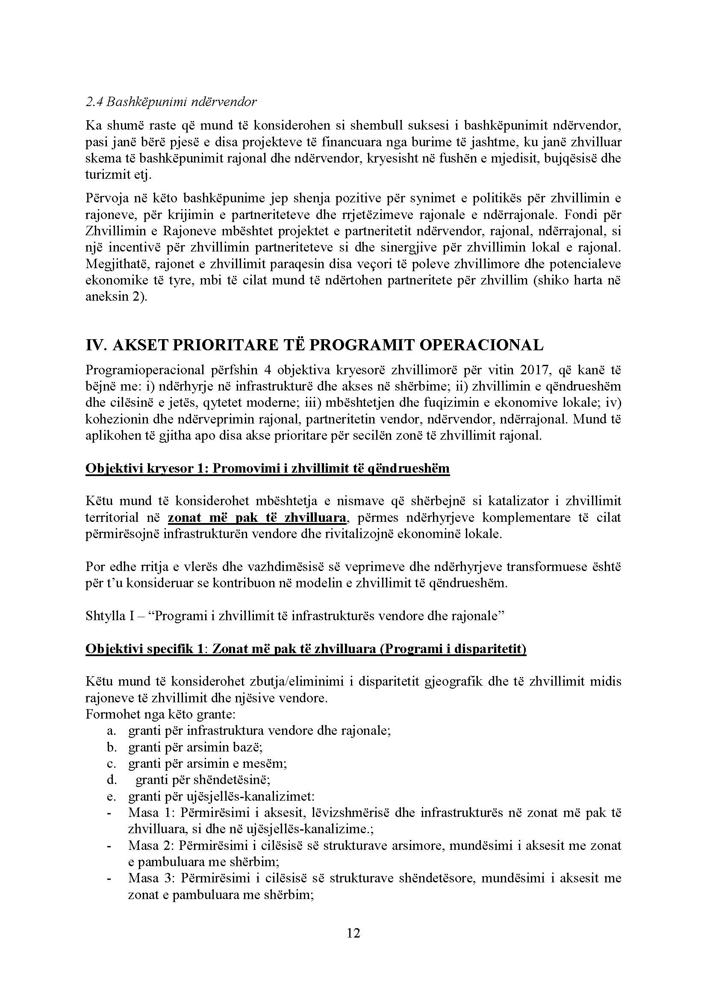 2.4 Bashkëpunimi ndërvendor
Ka shumë raste që mund të konsiderohen si shembull suksesi i bashkëpunimit ndërvendor,
pasi janë bërë pjesë e disa projekteve të financuara nga burime të jashtme, ku janë zhvilluar
skema të bashkëpunimit rajonal dhe ndërvendor, kryesisht në fushën e mjedisit, bujqësisë dhe
turizmit etj.
Përvoja në këto bashkëpunime jep shenja pozitive për synimet e politikës për zhvillimin e
rajoneve, për krijimin e partneriteteve dhe rrjetëzimeve rajonale e ndërrajonale. Fondi për
Zhvillimin e Rajoneve mbështet projektet e partneritetit ndërvendor, rajonal, ndërrajonal, si
një incentivë për zhvillimin partneriteteve si dhe sinergjive për zhvillimin lokal e rajonal.
Megjithatë, rajonet e zhvillimit paraqesin disa veçori të poleve zhvillimore dhe potencialeve
ekonomike të tyre, mbi të cilat mund të ndërtohen partneritete për zhvillim (shiko harta në
aneksin 2).
IV. AKSET PRIORITARE TË PROGRAMIT OPERACIONAL
Programioperacional përfshin 4 objektiva kryesorë zhvillimorë për vitin 2017, që kanë të
bëjnë me: i) ndërhyrje në infrastrukturë dhe akses në shërbime; ii) zhvillimin e qëndrueshëm
dhe cilësinë e jetës, qytetet moderne; iii) mbështetjen dhe fuqizimin e ekonomive lokale; iv)
kohezionin dhe ndërveprimin rajonal, partneritetin vendor, ndërvendor, ndërrajonal. Mund të
aplikohen të gjitha apo disa akse prioritare për secilën zonë të zhvillimit rajonal.
Objektivi kryesor 1: Promovimi i zhvillimit të qëndrueshëm
Këtu mund të konsiderohet mbështetja e nismave që shërbejnë si katalizator i zhvillimit
territorial në zonat më pak të zhvilluara, përmes ndërhyrjeve komplementare të cilat
përmirësojnë infrastrukturën vendore dhe rivitalizojnë ekonominë lokale.
Por edhe rritja e vlerës dhe vazhdimësisë së veprimeve dhe ndërhyrjeve transformuese është
për t’u konsideruar se kontribuon në modelin e zhvillimit të qëndrueshëm.
Shtylla I – “Programi i zhvillimit të infrastrukturës vendore dhe rajonale”
Objektivi specifik 1: Zonat më pak të zhvilluara (Programi i disparitetit)
Këtu mund të konsiderohet zbutja/eliminimi i disparitetit gjeografik dhe të zhvillimit midis
rajoneve të zhvillimit dhe njësive vendore.
Formohet nga këto grante:
a. granti për infrastruktura vendore dhe rajonale;
b. granti për arsimin bazë;
c. granti për arsimin e mesëm;
d. granti për shëndetësinë;
e. granti për ujësjellës-kanalizimet:
- Masa 1: Përmirësimi i aksesit, lëvizshmërisë dhe infrastrukturës në zonat më pak të
zhvilluara, si dhe në ujësjellës-kanalizime.;
- Masa 2: Përmirësimi i cilësisë së strukturave arsimore, mundësimi i aksesit me zonat
e pambuluara me shërbim;
- Masa 3: Përmirësimi i cilësisë së strukturave shëndetësore, mundësimi i aksesit me
zonat e pambuluara me shërbim;
12